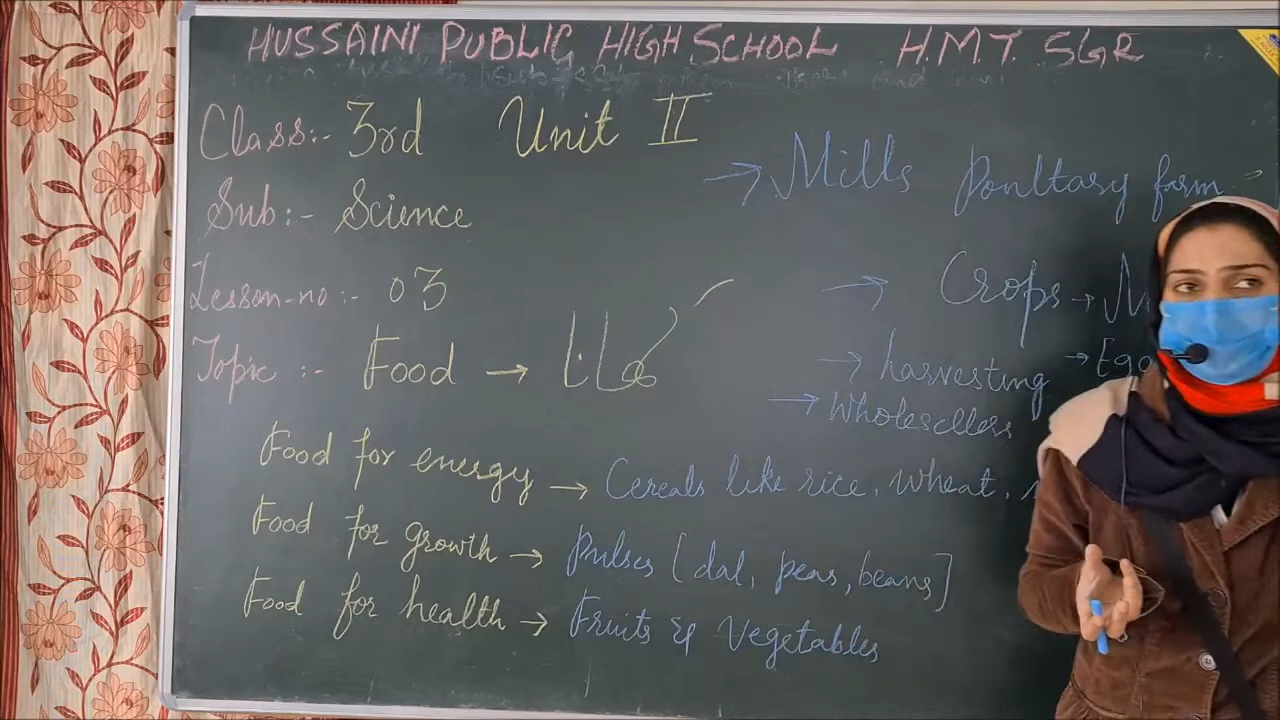 HUSSAINI PUBLIC HIGH SCHOOL H.M.T. SGR
Class:- 3rd Unit II
Sub:- Science
Lesson-no:- 03
Topic:- Food → کھانا
→ Mills Poultary farm
→ Crops →
→ harvesting →
→ Wholesellers
Food for energy → Cereals like rice, wheat,
Food for growth → Pulses [dal, peas, beans]
Food for health → Fruits & Vegetables